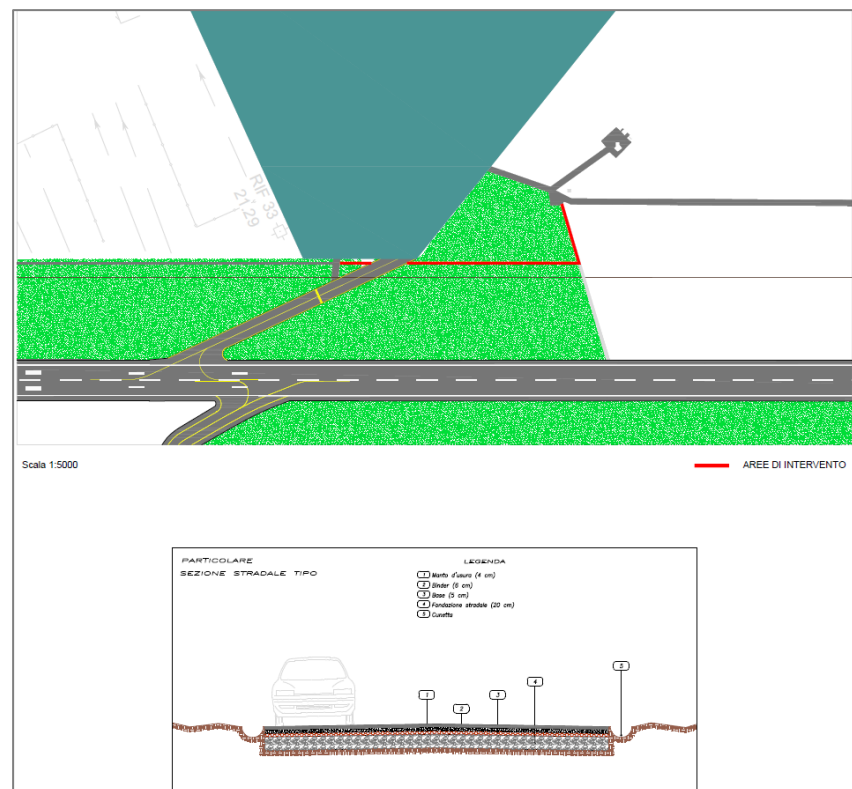 RIF 33
21.29
Scala 1:5000
AREE DI INTERVENTO
PARTICOLARE
SEZIONE STRADALE TIPO
LEGENDA
1 Manto d'usura (4 cm)
2 Binder (6 cm)
3 Base (5 cm)
4 Fondazione stradale (20 cm)
5 Cunetta
1
2
3
4
5